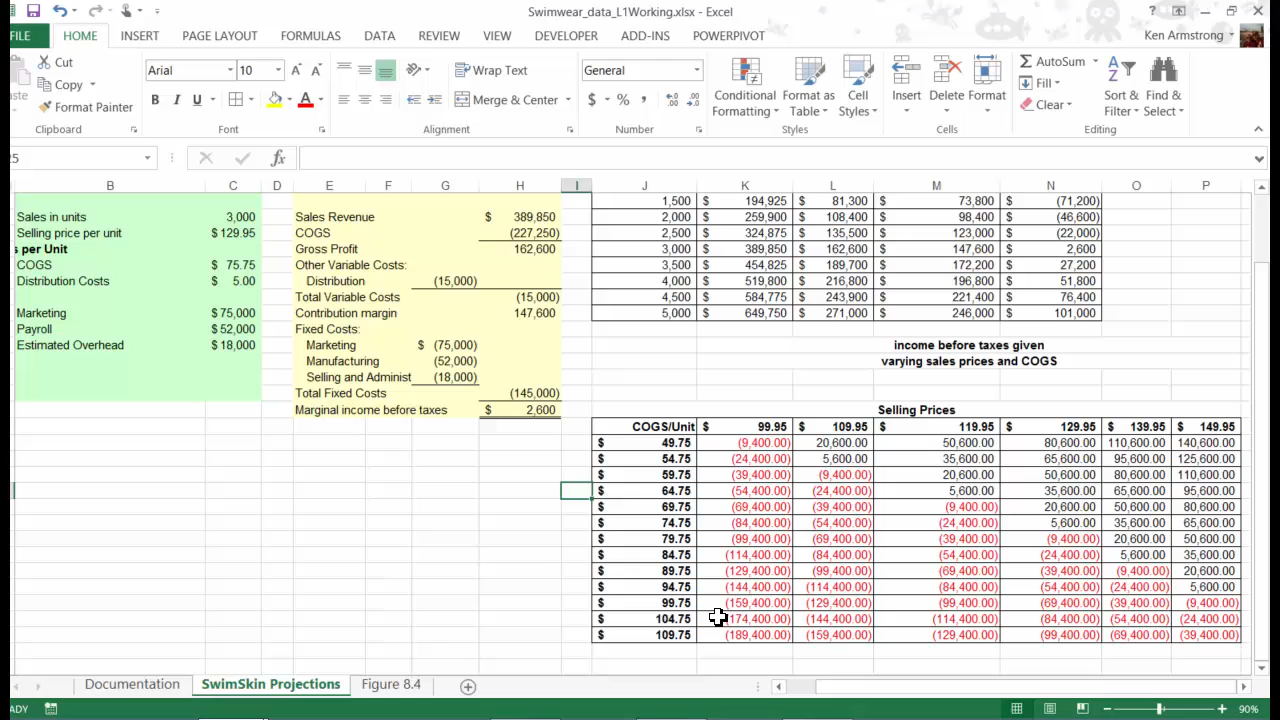 Swimwear_data_L1Working.xlsx - Excel
FILE HOME INSERT PAGE LAYOUT FORMULAS DATA REVIEW VIEW DEVELOPER ADD-INS POWERPIVOT Ken Armstrong
Cut
Copy
Format Painter
Clipboard
Arial 10
B I U
Font
Wrap Text
Merge & Center
Alignment
General
$ % ,
Number
Conditional Formatting
Format as Table
Cell Styles
Styles
Insert Delete Format
Cells
AutoSum
Fill
Clear
Sort & Filter
Find & Select
Editing
fx
B C D E F G H I J K L M N O P
Sales in units 3,000
Selling price per unit $ 129.95
s per Unit
COGS $ 75.75
Distribution Costs $ 5.00
Marketing $ 75,000
Payroll $ 52,000
Estimated Overhead $ 18,000
Sales Revenue $ 389,850
COGS (227,250)
Gross Profit 162,600
Other Variable Costs:
Distribution (15,000)
Total Variable Costs (15,000)
Contribution margin 147,600
Fixed Costs:
Marketing $ (75,000)
Manufacturing (52,000)
Selling and Administ (18,000)
Total Fixed Costs (145,000)
Marginal income before taxes $ 2,600
1,500 $ 194,925 $ 81,300 $ 73,800 $ (71,200)
2,000 $ 259,900 $ 108,400 $ 98,400 $ (46,600)
2,500 $ 324,875 $ 135,500 $ 123,000 $ (22,000)
3,000 $ 389,850 $ 162,600 $ 147,600 $ 2,600
3,500 $ 454,825 $ 189,700 $ 172,200 $ 27,200
4,000 $ 519,800 $ 216,800 $ 196,800 $ 51,800
4,500 $ 584,775 $ 243,900 $ 221,400 $ 76,400
5,000 $ 649,750 $ 271,000 $ 246,000 $ 101,000
income before taxes given
varying sales prices and COGS
Selling Prices
COGS/Unit $ 99.95 $ 109.95 $ 119.95 $ 129.95 $ 139.95 $ 149.95
$ 49.75 (9,400.00) 20,600.00 50,600.00 80,600.00 110,600.00 140,600.00
$ 54.75 (24,400.00) 5,600.00 35,600.00 65,600.00 95,600.00 125,600.00
$ 59.75 (39,400.00) (9,400.00) 20,600.00 50,600.00 80,600.00 110,600.00
$ 64.75 (54,400.00) (24,400.00) 5,600.00 35,600.00 65,600.00 95,600.00
$ 69.75 (69,400.00) (39,400.00) (9,400.00) 20,600.00 50,600.00 80,600.00
$ 74.75 (84,400.00) (54,400.00) (24,400.00) 5,600.00 35,600.00 65,600.00
$ 79.75 (99,400.00) (69,400.00) (39,400.00) (9,400.00) 20,600.00 50,600.00
$ 84.75 (114,400.00) (84,400.00) (54,400.00) (24,400.00) 5,600.00 35,600.00
$ 89.75 (129,400.00) (99,400.00) (69,400.00) (39,400.00) (9,400.00) 20,600.00
$ 94.75 (144,400.00) (114,400.00) (84,400.00) (54,400.00) (24,400.00) 5,600.00
$ 99.75 (159,400.00) (129,400.00) (99,400.00) (69,400.00) (39,400.00) (9,400.00)
$ 104.75 174,400.00) (144,400.00) (114,400.00) (84,400.00) (54,400.00) (24,400.00)
$ 109.75 (189,400.00) (159,400.00) (129,400.00) (99,400.00) (69,400.00) (39,400.00)
Documentation SwimSkin Projections Figure 8.4
ADY 90%